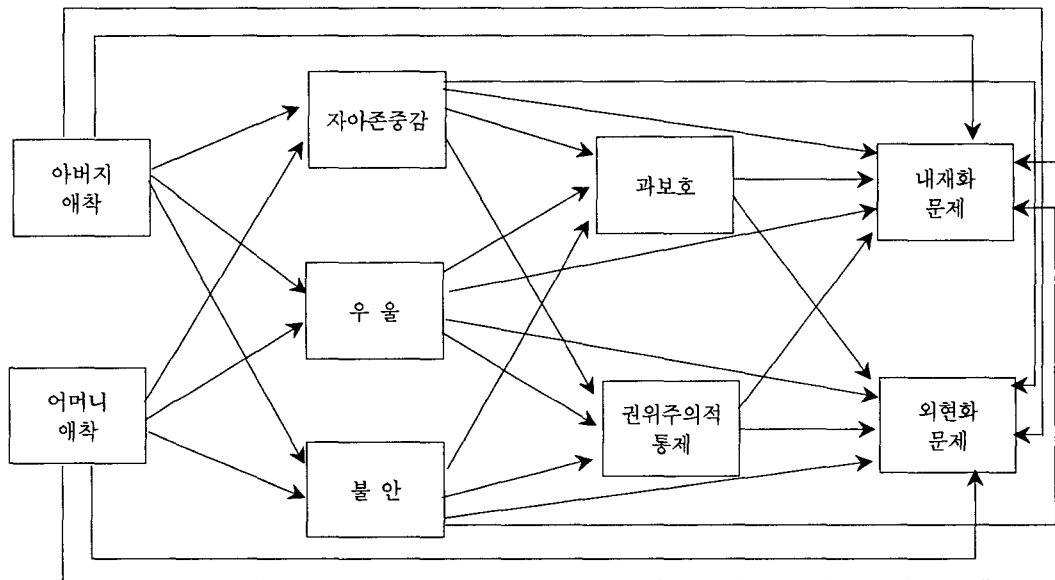 자아존중감
아버지
애착
과보호
내재화
문제
우 울
어머니
애착
권위주의적
통제
외현화
문제
불 안